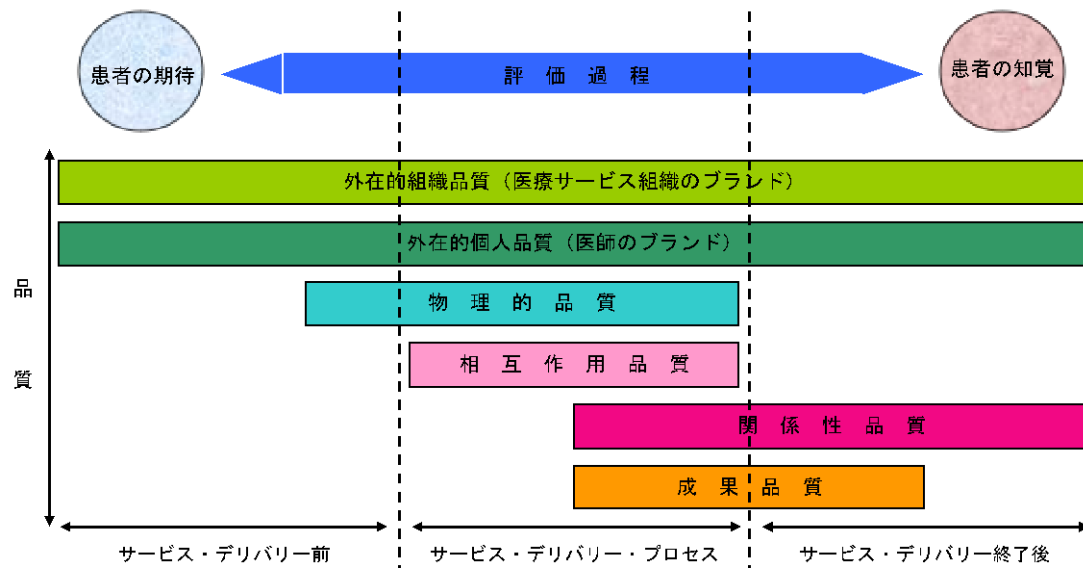 患者の期待
評価過程
患者の知覚
外在的組織品質（医療サービス組織のブランド）
外在的個人品質（医師のブランド）
物理的品質
相互作用品質
関係性品質
成果品質
品質
サービス・デリバリー前
サービス・デリバリー・プロセス
サービス・デリバリー終了後